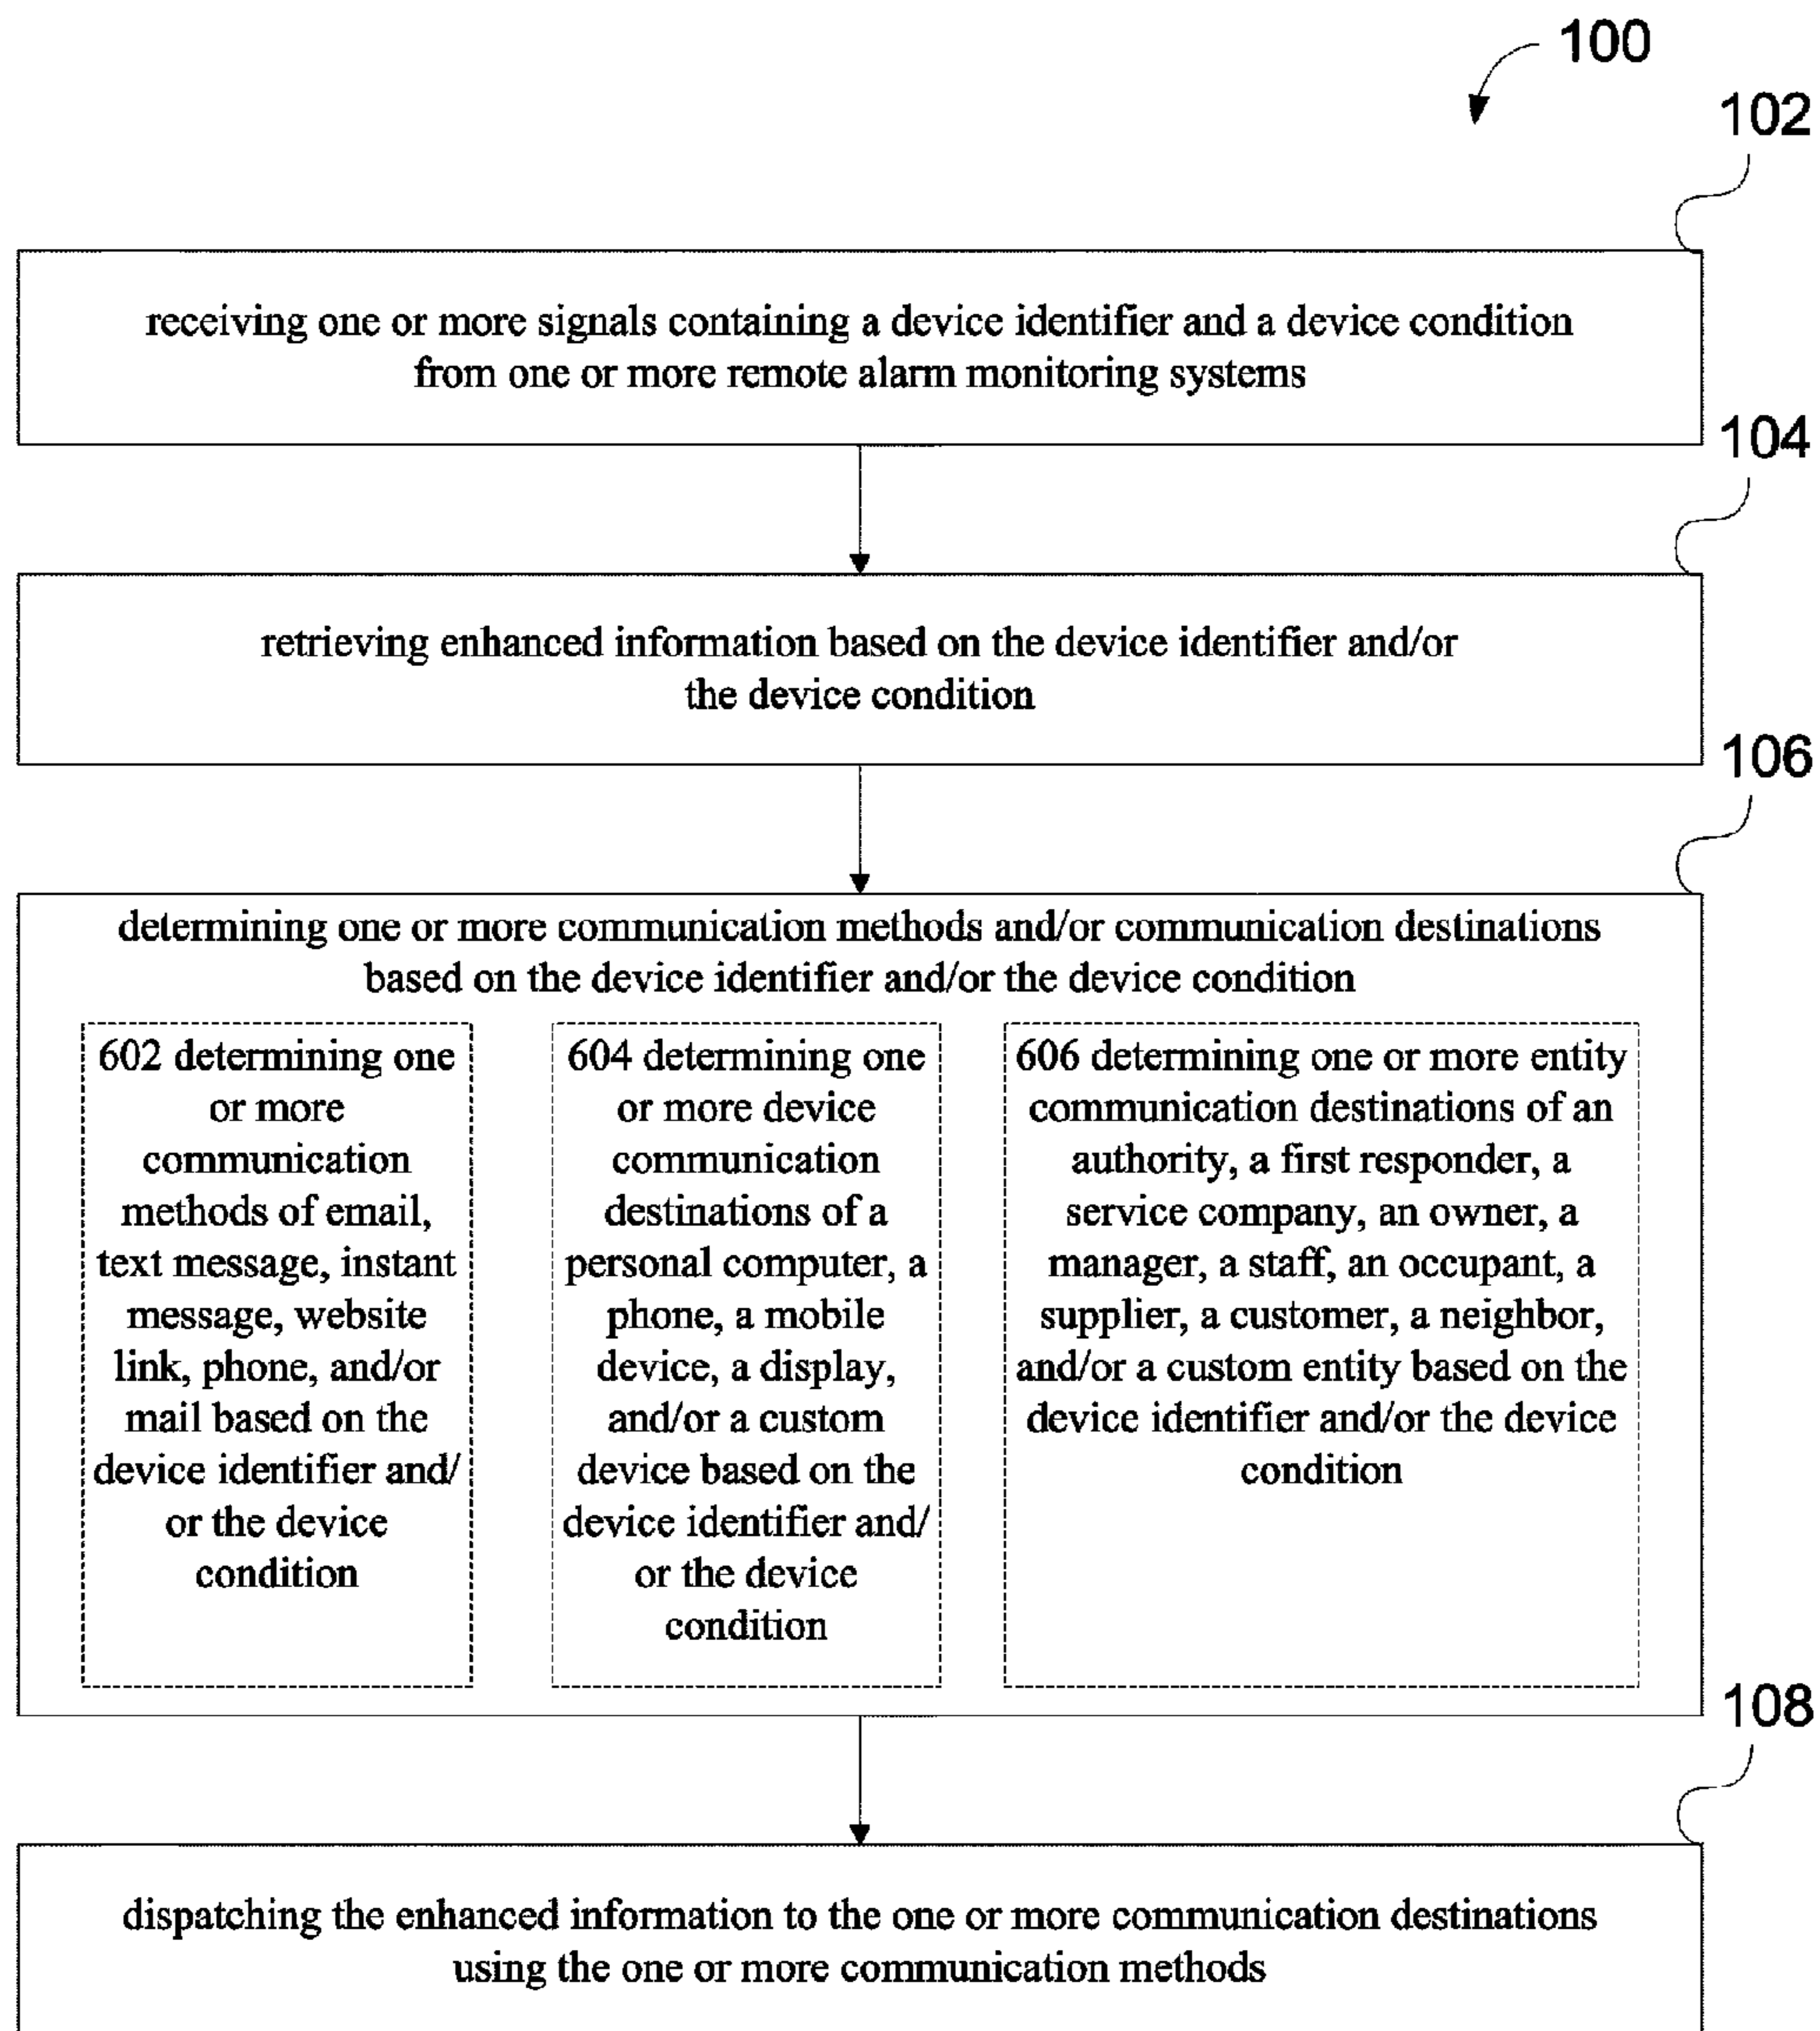 100
102
receiving one or more signals containing a device identifier and a device condition
from one or more remote alarm monitoring systems
104
retrieving enhanced information based on the device identifier and/or
the device condition
106
determining one or more communication methods and/or communication destinations
based on the device identifier and/or the device condition
602 determining one
or more
communication
methods of email,
text message, instant
message, website
link, phone, and/or
mail based on the
device identifier and/
or the device
condition
604 determining one
or more device
communication
destinations of a
personal computer, a
phone, a mobile
device, a display,
and/or a custom
device based on the
device identifier and/
or the device
condition
606 determining one or more entity
communication destinations of an
authority, a first responder, a
service company, an owner, a
manager, a staff, an occupant, a
supplier, a customer, a neighbor,
and/or a custom entity based on the
device identifier and/or the device
condition
108
dispatching the enhanced information to the one or more communication destinations
using the one or more communication methods